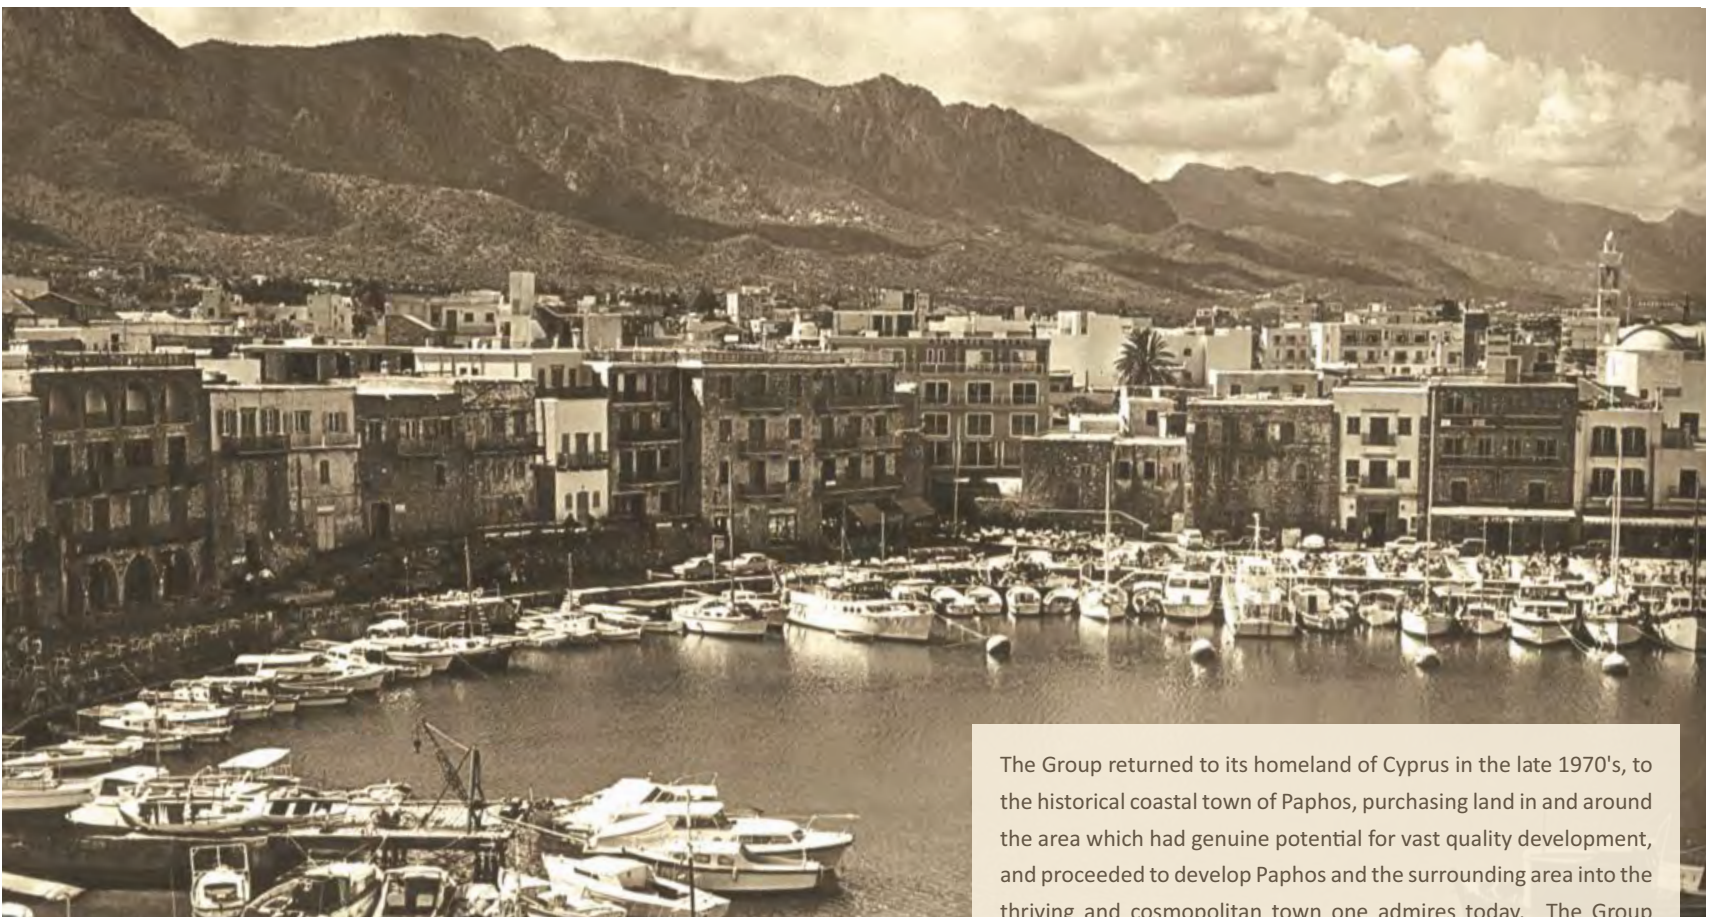 The Group returned to its homeland of Cyprus in the late 1970's, to
the historical coastal town of Paphos, purchasing land in and around
the area which had genuine potential for vast quality development,
and proceeded to develop Paphos and the surrounding area into the
thriving and cosmopolitan town one admires today. The Group